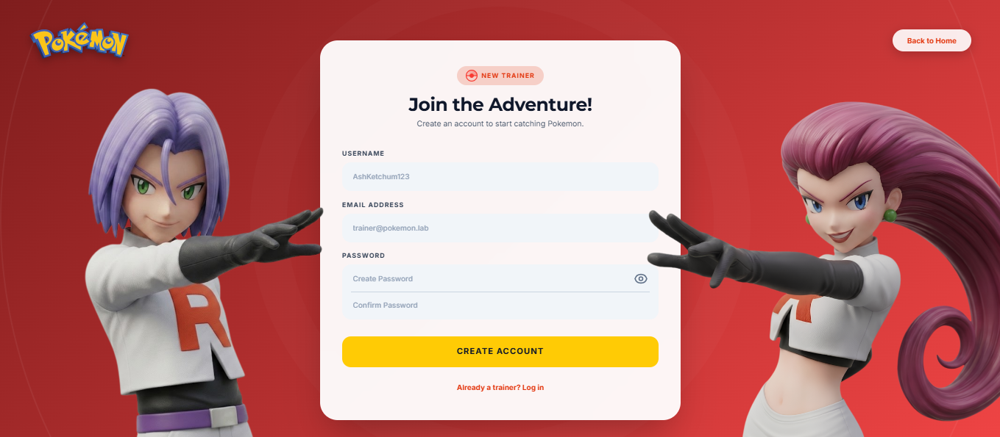 POKéMON
Back to Home
NEW TRAINER
Join the Adventure!
Create an account to start catching Pokemon.
USERNAME
AshKetchum123
EMAIL ADDRESS
trainer@pokemon.lab
PASSWORD
Create Password
Confirm Password
CREATE ACCOUNT
Already a trainer? Log in
R